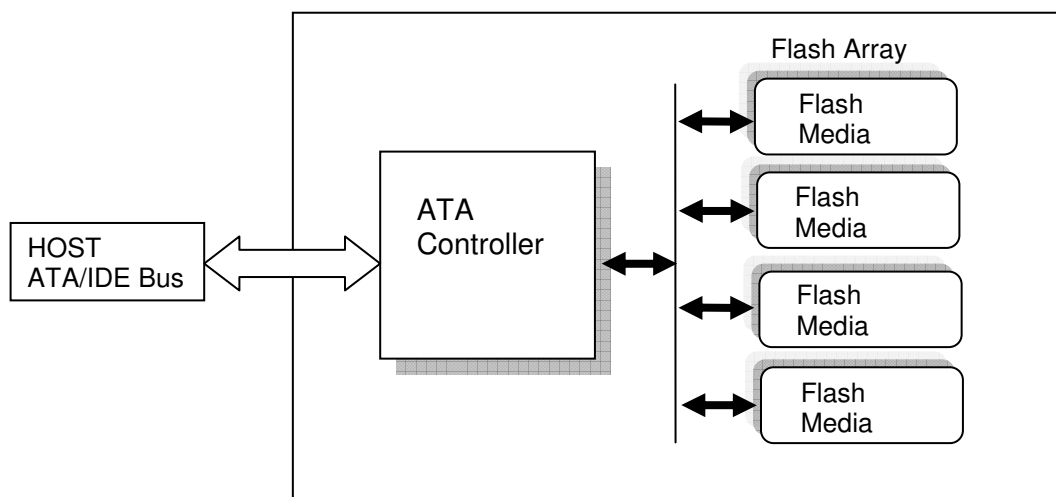 Flash Array
Flash
Media
ATA
Controller
Flash
Media
HOST
ATA/IDE Bus
Flash
Media
Flash
Media